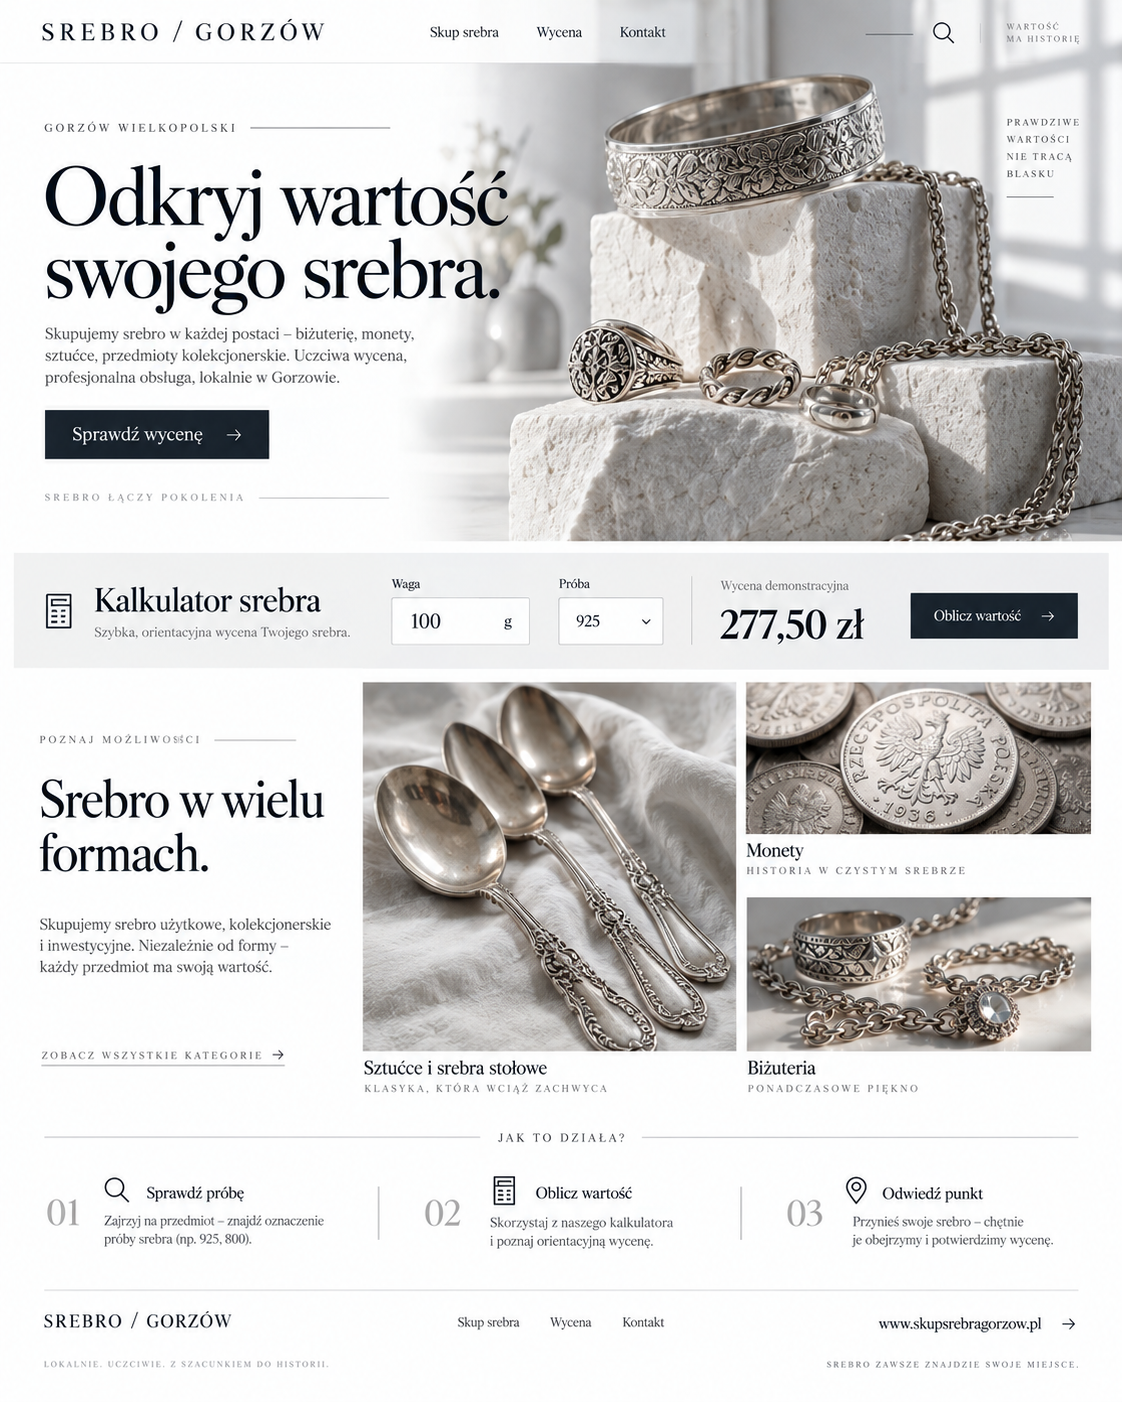 SREBRO / GORZÓW
Skup srebra
Wycena
Kontakt
WARTOŚĆ
MA HISTORIĘ
PRAWDZIWE
WARTOŚCI
NIE TRACĄ
BLASKU
GORZÓW WIELKOPOLSKI
Odkryj wartość
swojego srebra.
Skupujemy srebro w każdej postaci – biżuterię, monety,
sztućce, przedmioty kolekcjonerskie. Uczciwa wycena,
profesjonalna obsługa, lokalnie w Gorzowie.
Sprawdź wycenę →
SREBRO ŁĄCZY POKOLENIA
Kalkulator srebra
Szybka, orientacyjna wycena Twojego srebra.
Waga
100 g
Próba
925
Wycena demonstracyjna
277,50 zł
Oblicz wartość →
POZNAJ
Srebro w wielu
formach.
Skupujemy srebro użytkowe, kolekcjonerskie
i inwestycyjne. Niezależnie od formy –
każdy przedmiot ma swoją wartość.
ZOBACZ WSZYSTKIE KATEGORIE →
RZECZPOSPOLITA POLSKA
1936
Monety
HISTORIA W CZYSTYM SREBRZE
Sztućce i srebra stołowe
KLASYKA, KTÓRA WCIĄŻ ZACHWYCA
Biżuteria
PONADCZASOWE PIĘKNO
JAK TO DZIAŁA?
01
Sprawdź próbę
Zajrzyj na przedmiot – znajdź oznaczenie
próby srebra (np. 925, 800).
02
Oblicz wartość
Skorzystaj z naszego kalkulatora
i poznaj orientacyjną wycenę.
03
Odwiedź punkt
Przynieś swoje srebro – chętnie
je obejrzymy i potwierdzimy wycenę.
SREBRO / GORZÓW
Skup srebra
Wycena
Kontakt
www.skupsrebragorzow.pl →
LOKALNIE. UCZCIWIE. Z SZACUNKIEM DO HISTORII.
SREBRO ZAWSZE ZNAJDZIE SWOJE MIEJSCE.